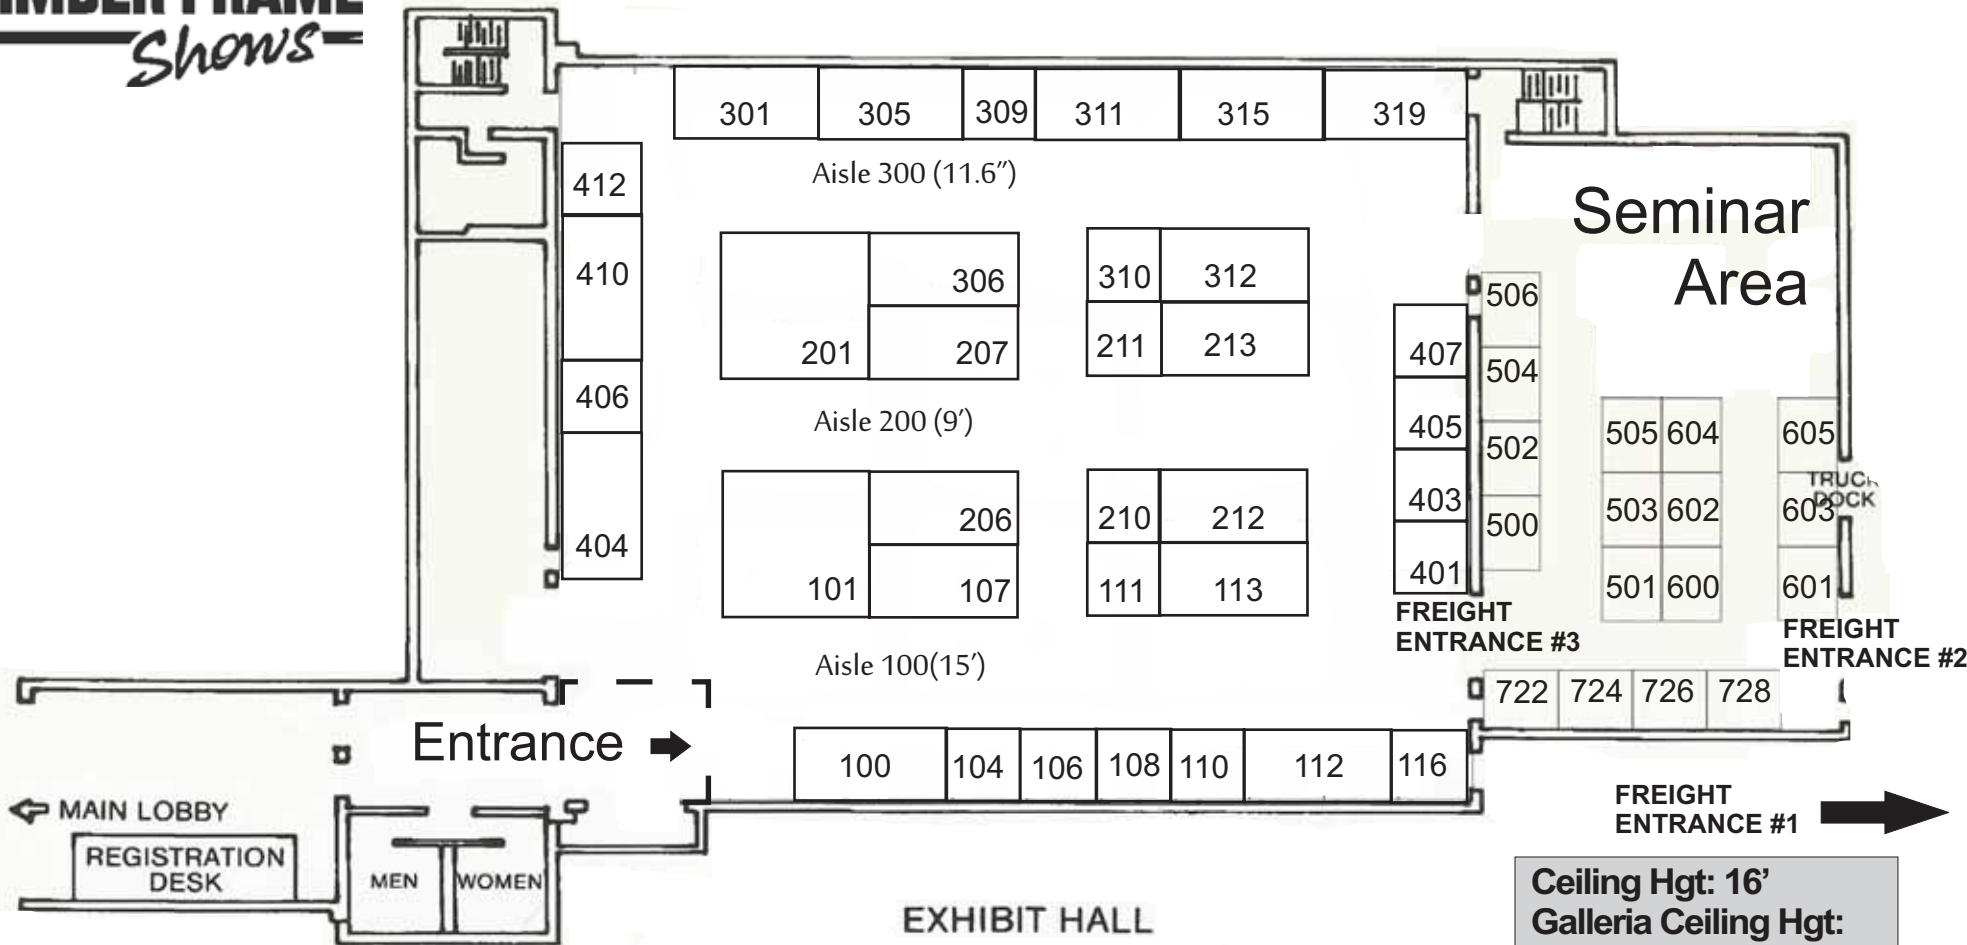 Shows
301 305 309 311 315 319
Aisle 300 (11.6”)
412
410
406
404
201 306
207
310 312
211 213
Aisle 200 (9’)
101 206
107
210 212
111 113
Aisle 100(15’)
407
405
403
401
506
504
502
500
Seminar
Area
505 604 605
503 602 603
501 600 601
DOCK
FREIGHT
ENTRANCE #3
FREIGHT
ENTRANCE #2
722 724 726 728
Entrance
100 104 106 108 110 112 116
MAIN LOBBY
REGISTRATION
DESK
MEN
WOMEN
EXHIBIT HALL
FREIGHT
ENTRANCE #1
Ceiling Hgt: 16’
Galleria Ceiling Hgt: